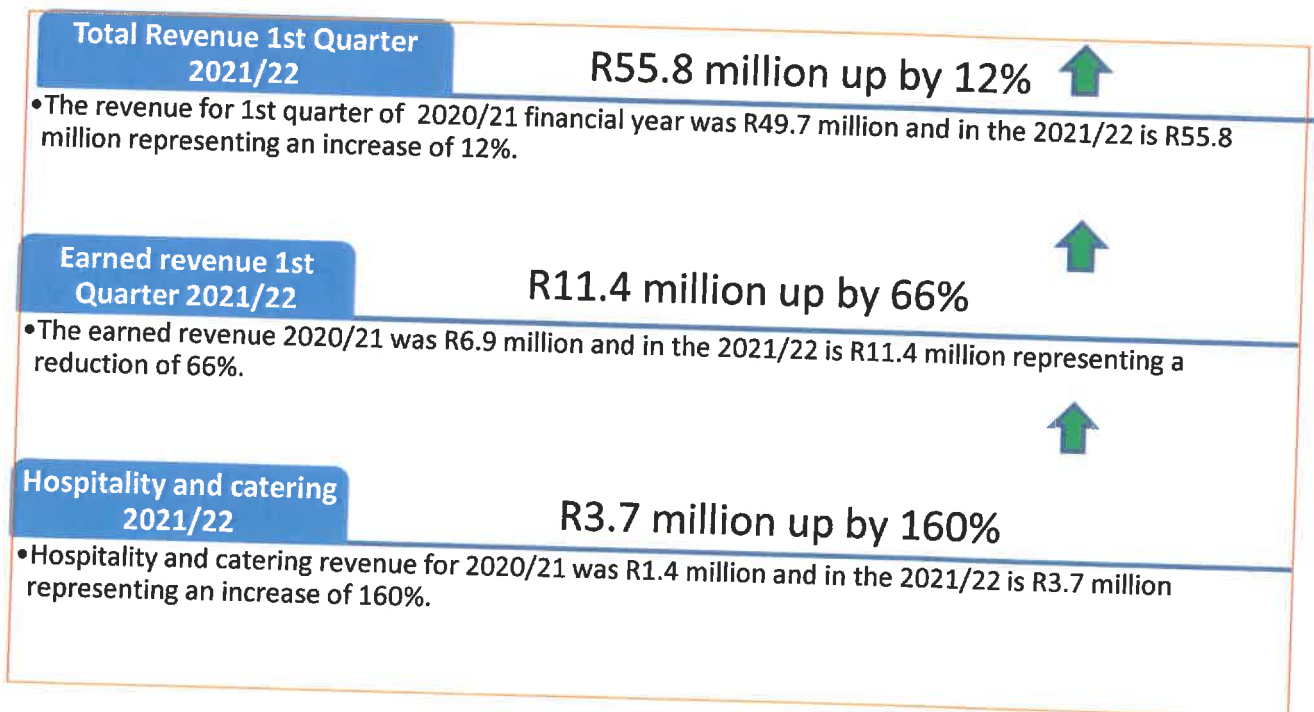 Total Revenue 1st Quarter
2021/22
R55.8 million up by 12%
•The revenue for 1st quarter of 2020/21 financial year was R49.7 million and in the 2021/22 is R55.8
million representing an increase of 12%.
Earned revenue 1st
Quarter 2021/22
R11.4 million up by 66%
•The earned revenue 2020/21 was R6.9 million and in the 2021/22 is R11.4 million representing a
reduction of 66%.
Hospitality and catering
2021/22
R3.7 million up by 160%
•Hospitality and catering revenue for 2020/21 was R1.4 million and in the 2021/22 is R3.7 million
representing an increase of 160%.